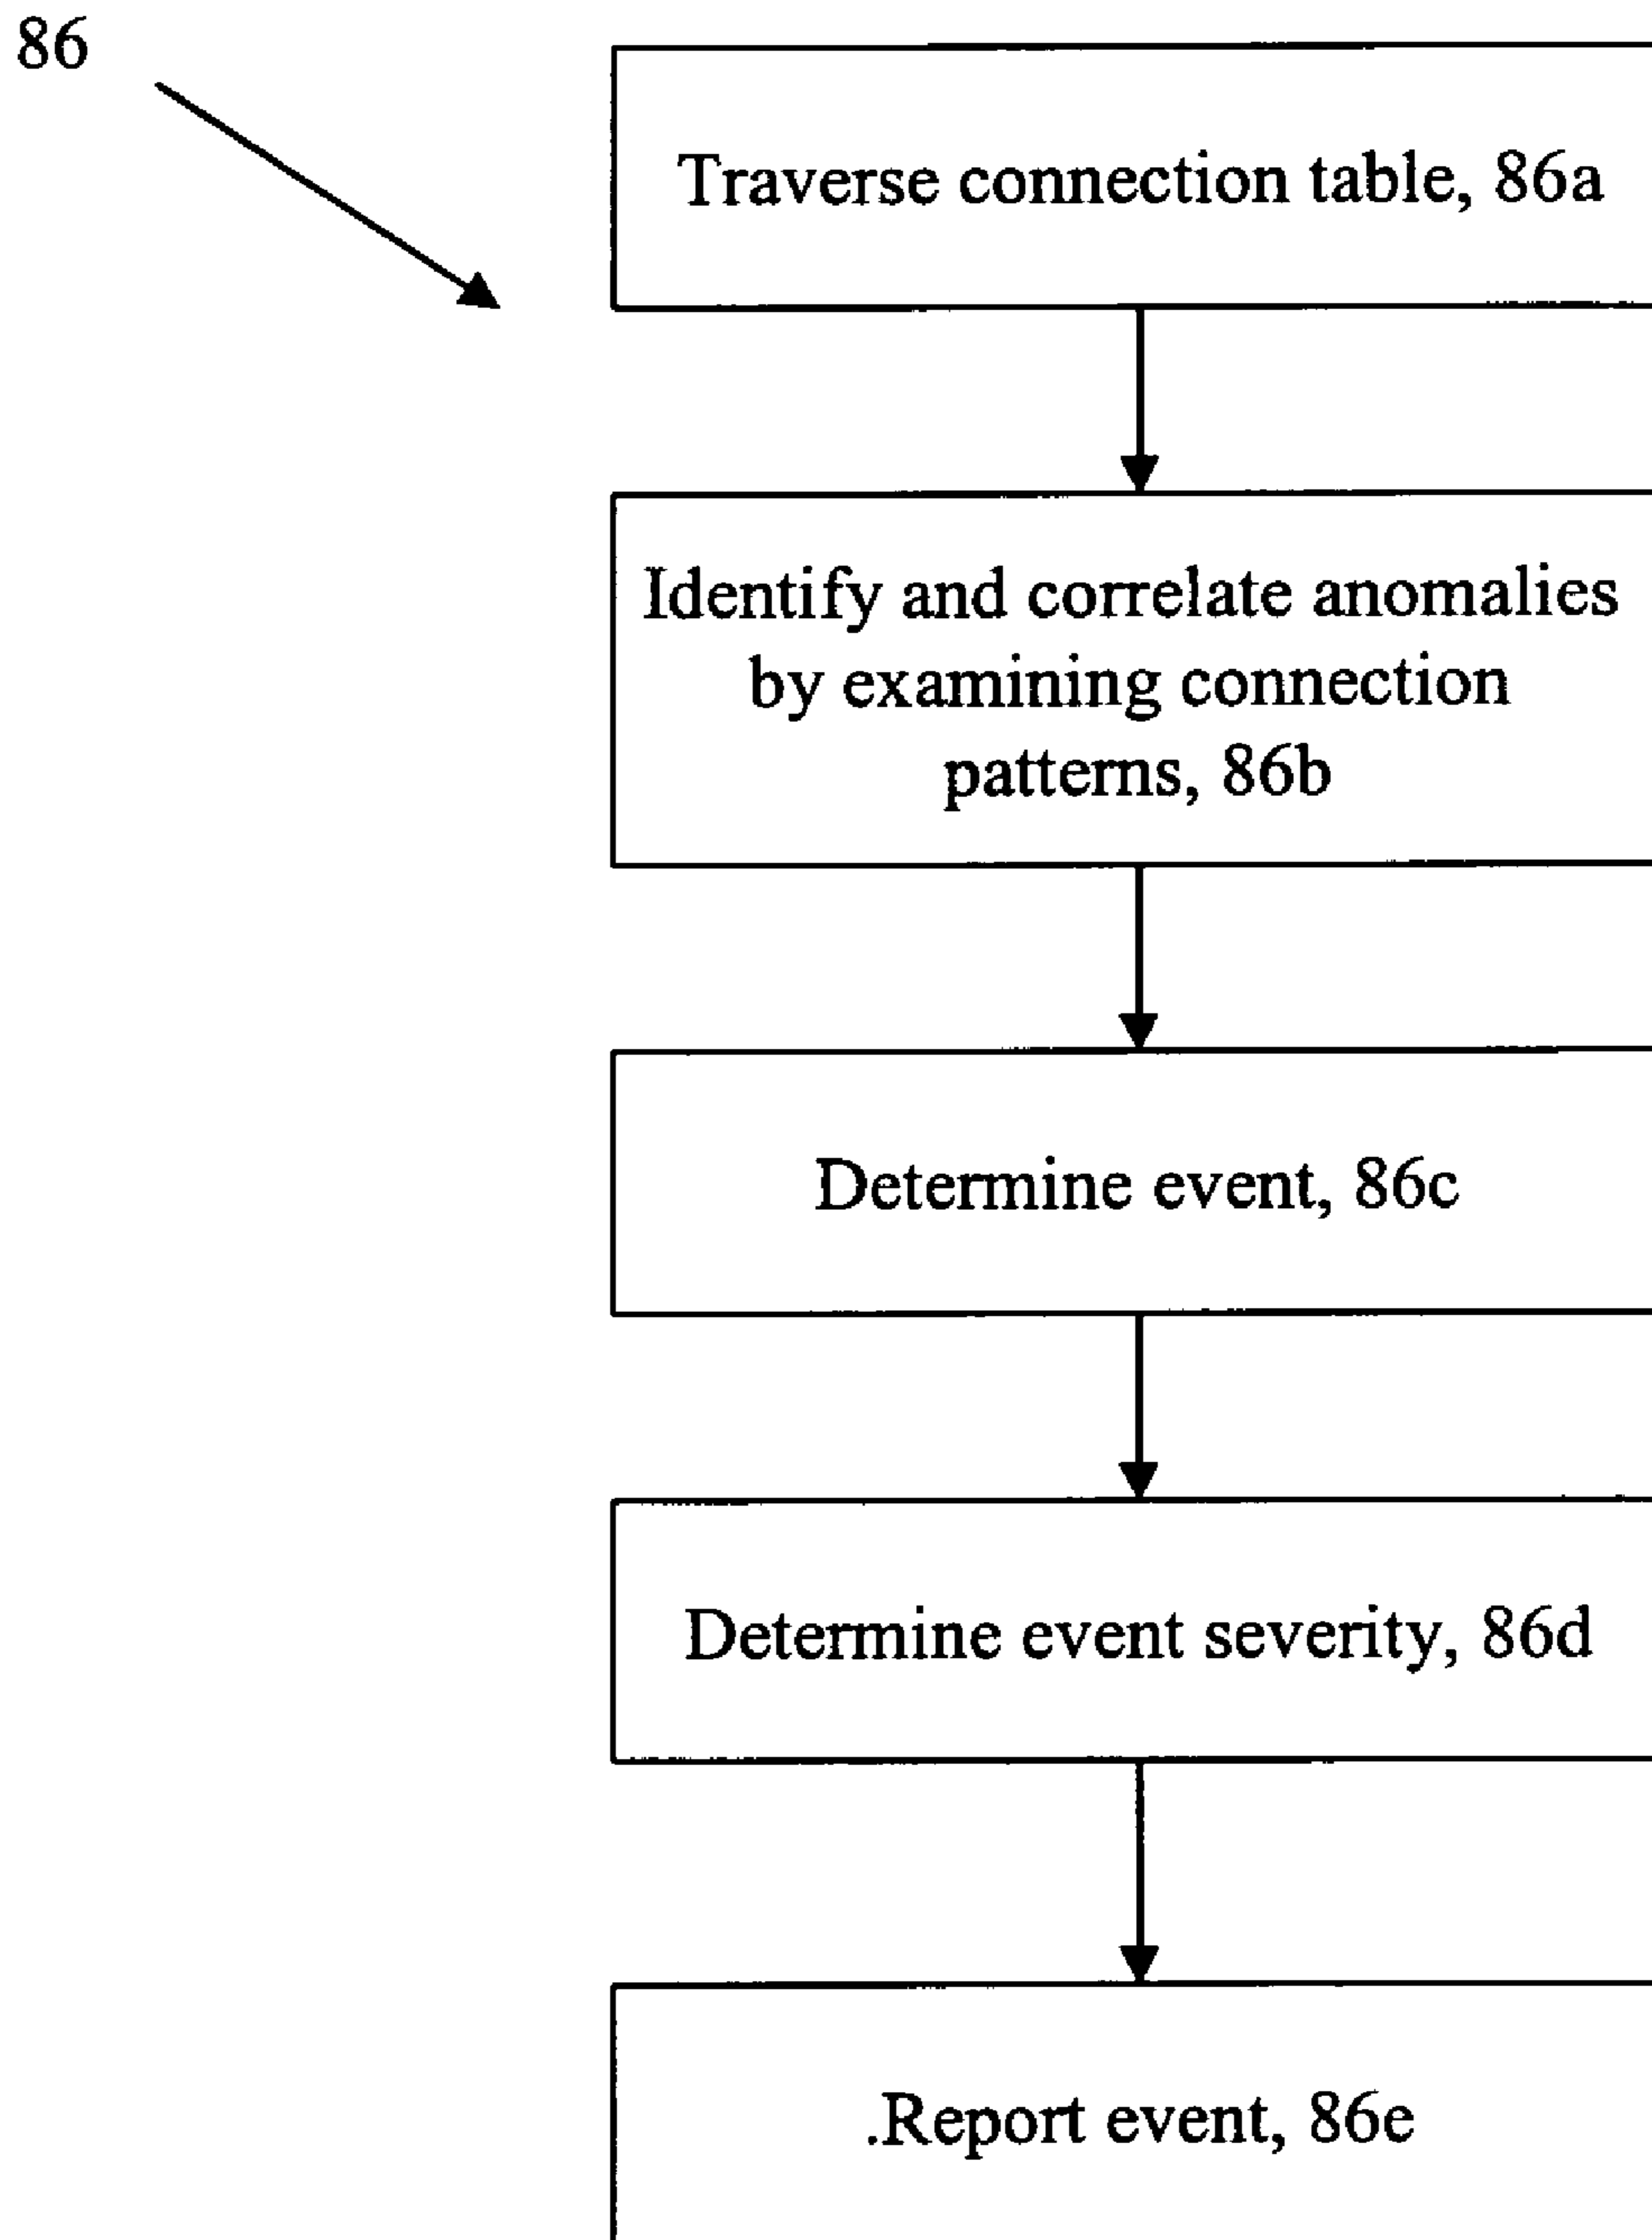 86
Traverse connection table, 86a
Identify and correlate anomalies
by examining connection
patterns, 86b
Determine event, 86c
Determine event severity, 86d
.Report event, 86e